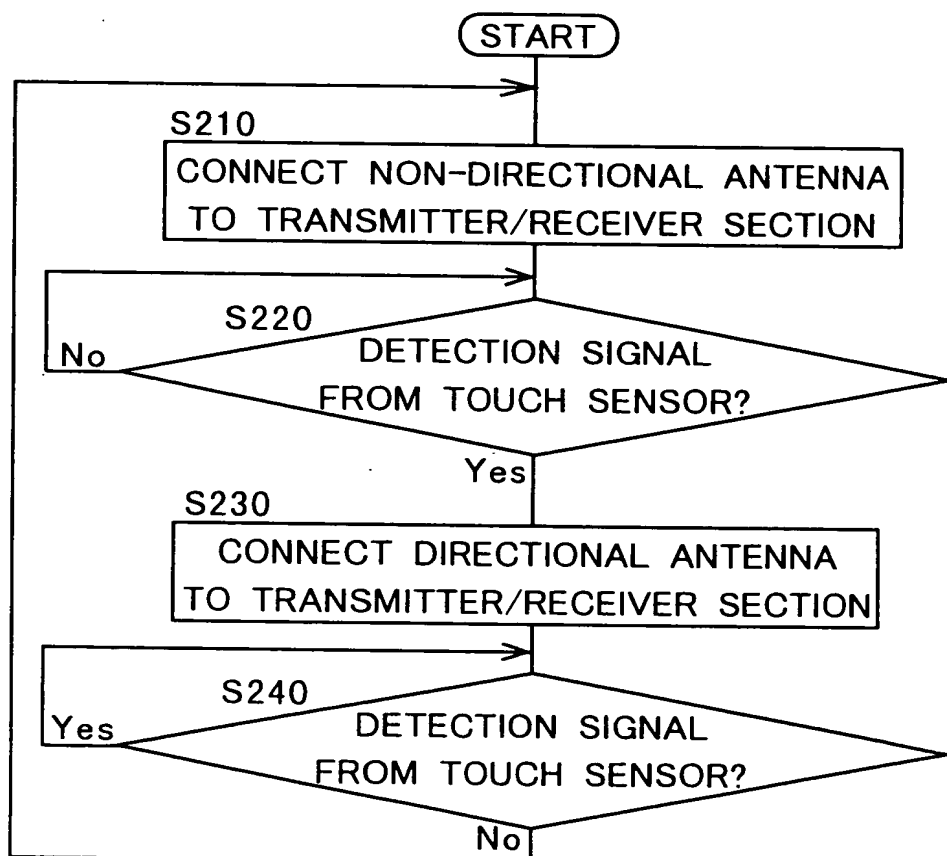 START
S210
CONNECT NON-DIRECTIONAL ANTENNA
TO TRANSMITTER/RECEIVER SECTION
S220
No
DETECTION SIGNAL
FROM TOUCH SENSOR?
Yes
S230
CONNECT DIRECTIONAL ANTENNA
TO TRANSMITTER/RECEIVER SECTION
S240
Yes
DETECTION SIGNAL
FROM TOUCH SENSOR?
No